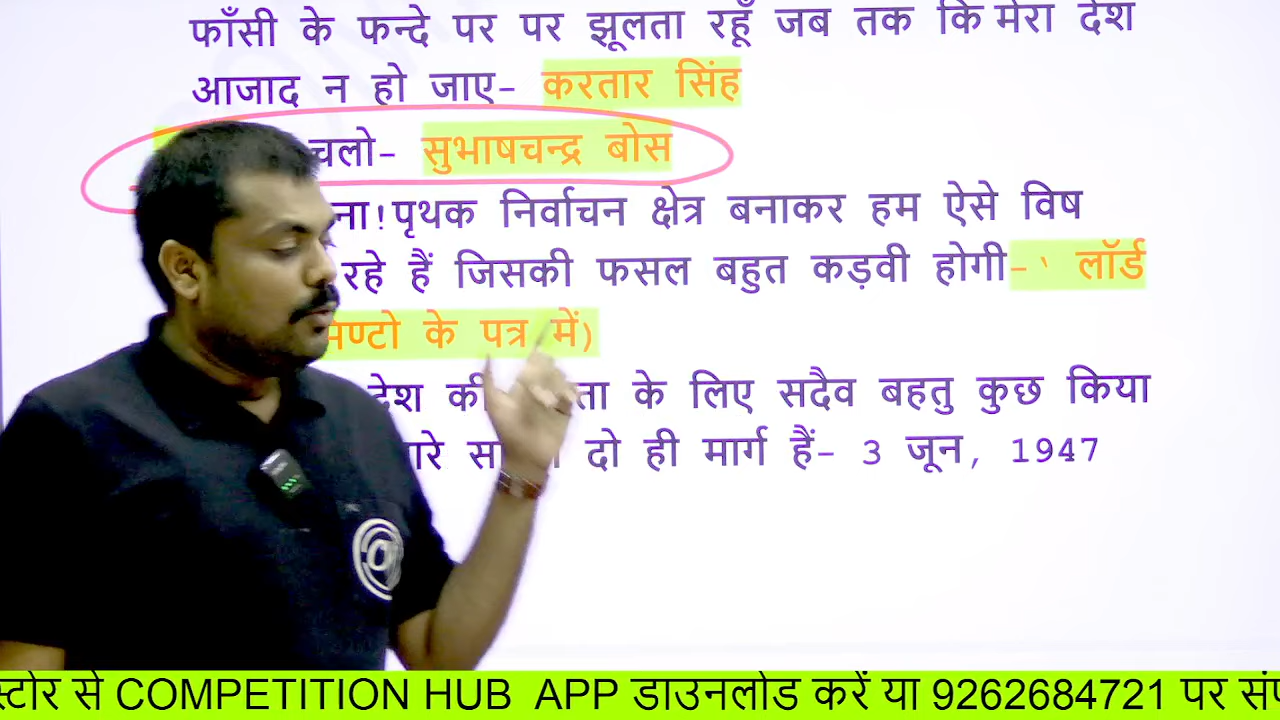 फाँसी के फन्दे पर पर झूलता रहूँ जब तक कि मेरा देश
आजाद न हो जाए- करतार सिंह
चलो- सुभाषचन्द्र बोस
पृथक निर्वाचन क्षेत्र बनाकर हम ऐसे विष
रहे हैं जिसकी फसल बहुत कड़वी होगी-` लॉर्ड
के पत्र में)
देश के लिए सदैव बहतु कुछ किया
दो ही मार्ग हैं- 3 जून, 1947
से COMPETITION HUB APP डाउनलोड करें या 9262684721 पर